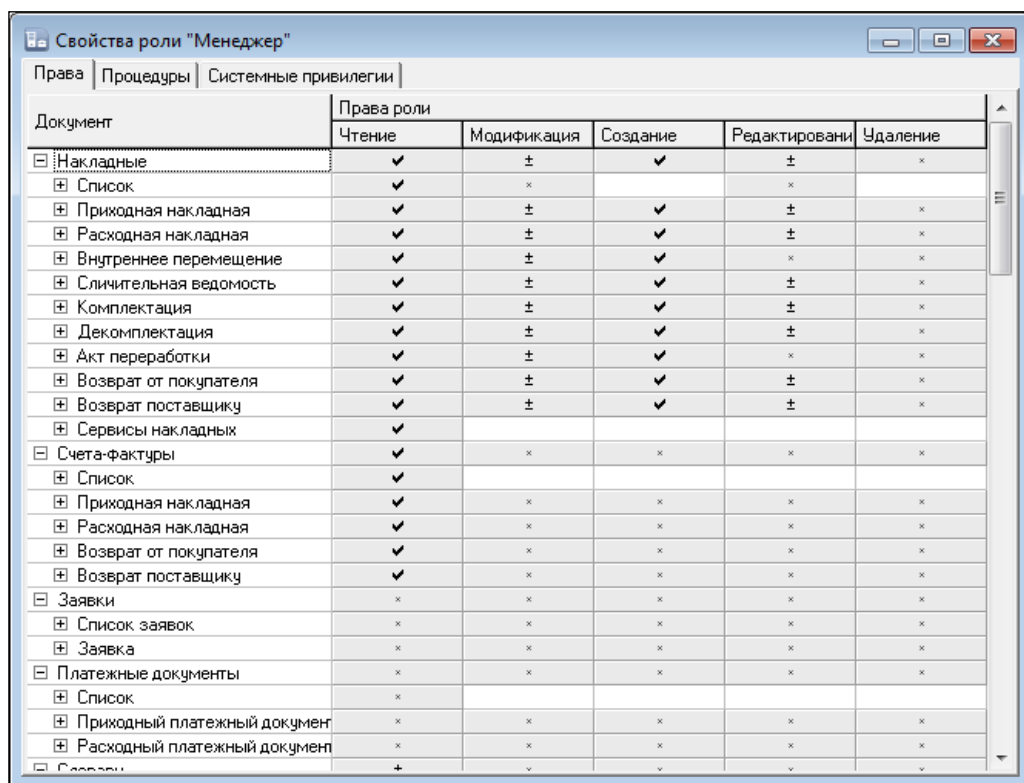 Свойства роли "Менеджер"
Права Процедуры Системные привилегии
Документ Права роли
Чтение Модификация Создание Редактировани Удаление
Накладные ✔ ± ✔ ± ×
Список ✔ × ×
Приходная накладная ✔ ± ✔ ± ×
Расходная накладная ✔ ± ✔ ± ×
Внутреннее перемещение ✔ ± ✔ × ×
Сличительная ведомость ✔ ± ✔ ± ×
Комплектация ✔ ± ✔ ± ×
Декомплектация ✔ ± ✔ ± ×
Акт переработки ✔ ± ✔ × ×
Возврат от покупателя ✔ ± ✔ ± ×
Возврат поставщику ✔ ± ✔ ± ×
Сервисы накладных ✔
Счета-фактуры ✔ × × × ×
Список ✔
Приходная накладная ✔ × × × ×
Расходная накладная ✔ × × × ×
Возврат от покупателя ✔ × × × ×
Возврат поставщику ✔ × × × ×
Заявки × × × × ×
Список заявок × × × × ×
Заявка × × × × ×
Платежные документы × × × × ×
Список ×
Приходный платежный докумен × × × × ×
Расходный платежный документ × × × × ×
Словари ± × × × ×